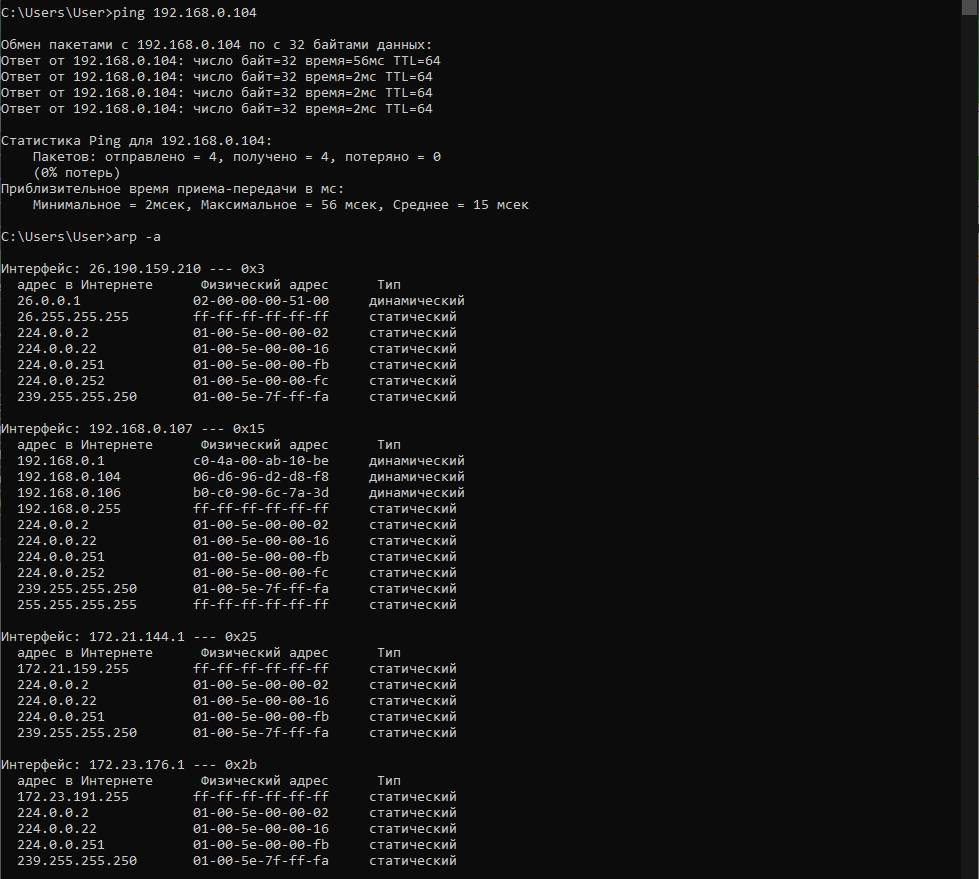 C:\Users\User>ping 192.168.0.104
Обмен пакетами с 192.168.0.104 по с 32 байтами данных:
Ответ от 192.168.0.104: число байт=32 время=56мс TTL=64
Ответ от 192.168.0.104: число байт=32 время=2мс TTL=64
Ответ от 192.168.0.104: число байт=32 время=2мс TTL=64
Ответ от 192.168.0.104: число байт=32 время=2мс TTL=64
Статистика Ping для 192.168.0.104:
Пакетов: отправлено = 4, получено = 4, потеряно = 0
(0% потерь)
Приблизительное время приема-передачи в мс:
Минимальное = 2мсек, Максимальное = 56 мсек, Среднее = 15 мсек
C:\Users\User>arp -a
Интерфейс: 26.190.159.210 --- 0x3
адрес в Интернете Физический адрес Тип
26.0.0.1 02-00-00-00-51-00 динамический
26.255.255.255 ff-ff-ff-ff-ff-ff статический
224.0.0.2 01-00-5e-00-00-02 статический
224.0.0.22 01-00-5e-00-00-16 статический
224.0.0.251 01-00-5e-00-00-fb статический
224.0.0.252 01-00-5e-00-00-fc статический
239.255.255.250 01-00-5e-7f-ff-fa статический
Интерфейс: 192.168.0.107 --- 0x15
адрес в Интернете Физический адрес Тип
192.168.0.1 c0-4a-00-ab-10-be динамический
192.168.0.104 06-d6-96-d2-d8-f8 динамический
192.168.0.106 b0-c0-90-6c-7a-3d динамический
192.168.0.255 ff-ff-ff-ff-ff-ff статический
224.0.0.2 01-00-5e-00-00-02 статический
224.0.0.22 01-00-5e-00-00-16 статический
224.0.0.251 01-00-5e-00-00-fb статический
224.0.0.252 01-00-5e-00-00-fc статический
239.255.255.250 01-00-5e-7f-ff-fa статический
255.255.255.255 ff-ff-ff-ff-ff-ff статический
Интерфейс: 172.21.144.1 --- 0x25
адрес в Интернете Физический адрес Тип
172.21.159.255 ff-ff-ff-ff-ff-ff статический
224.0.0.2 01-00-5e-00-00-02 статический
224.0.0.22 01-00-5e-00-00-16 статический
224.0.0.251 01-00-5e-00-00-fb статический
239.255.255.250 01-00-5e-7f-ff-fa статический
Интерфейс: 172.23.176.1 --- 0x2b
адрес в Интернете Физический адрес Тип
172.23.191.255 ff-ff-ff-ff-ff-ff статический
224.0.0.2 01-00-5e-00-00-02 статический
224.0.0.22 01-00-5e-00-00-16 статический
224.0.0.251 01-00-5e-00-00-fb статический
239.255.255.250 01-00-5e-7f-ff-fa статический